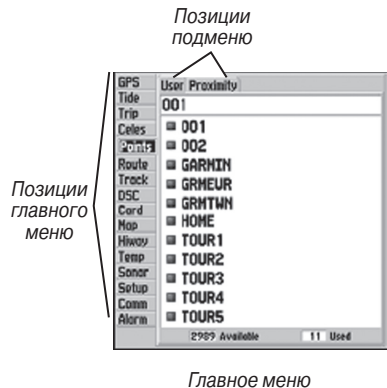 Позиции
подменю
Позиции
главного
меню
GPS
Tide
Trip
Celes
Points
Route
Track
DSC
Card
Map
Hiway
Temp
Sonar
Setup
Comm
Alarm
User Proximity
001
001
002
GARMIN
GRMEUR
GRMTWN
HOME
TOUR1
TOUR2
TOUR3
TOUR4
TOUR5
2989 Available 11 Used
Главное меню